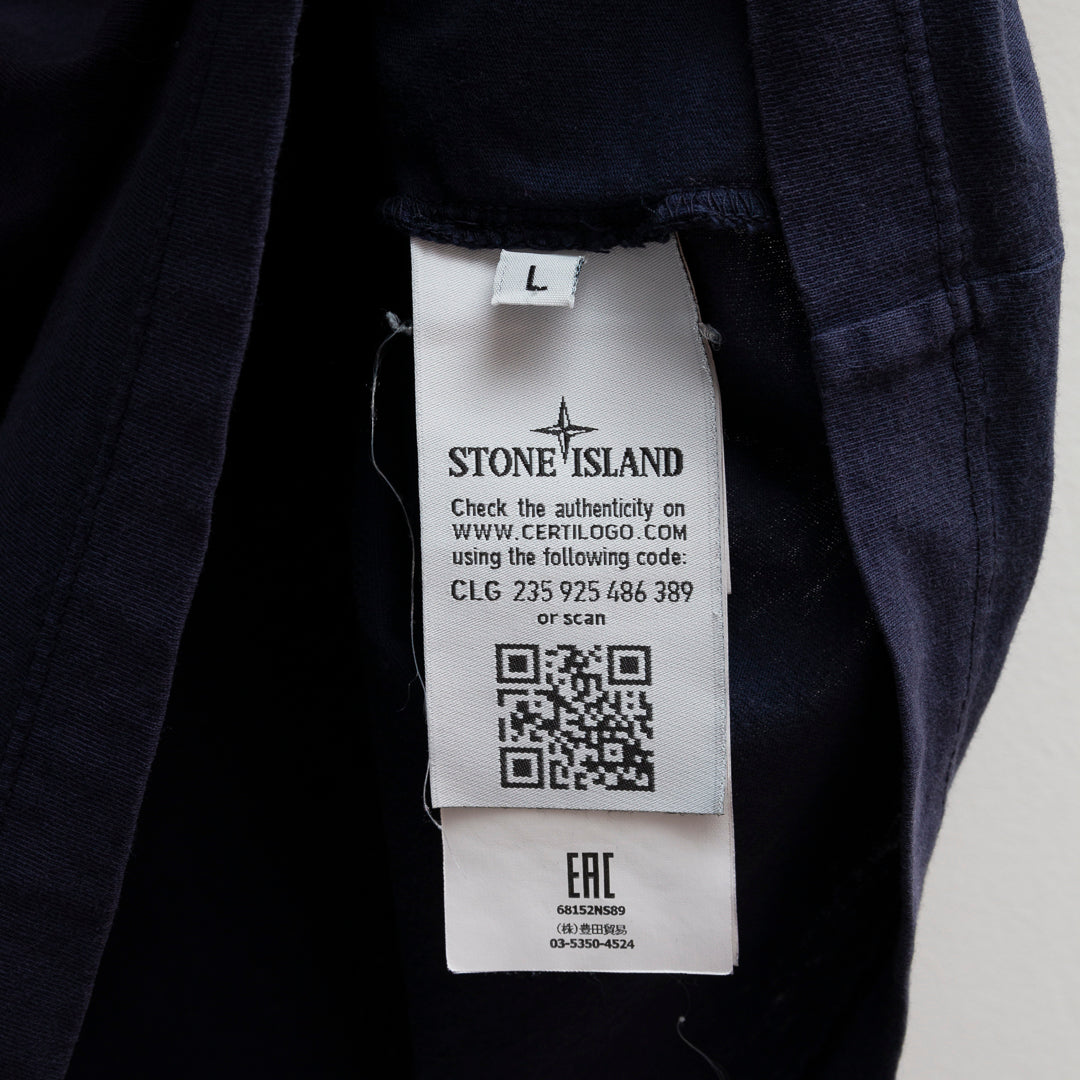 L
STONE ISLAND
Check the authenticity on
WWW.CERTILOGO.COM
using the following code:
CLG 235 925 486 389
or scan
EAC
68152NS89
(株)豊田貿易
03-5350-4524